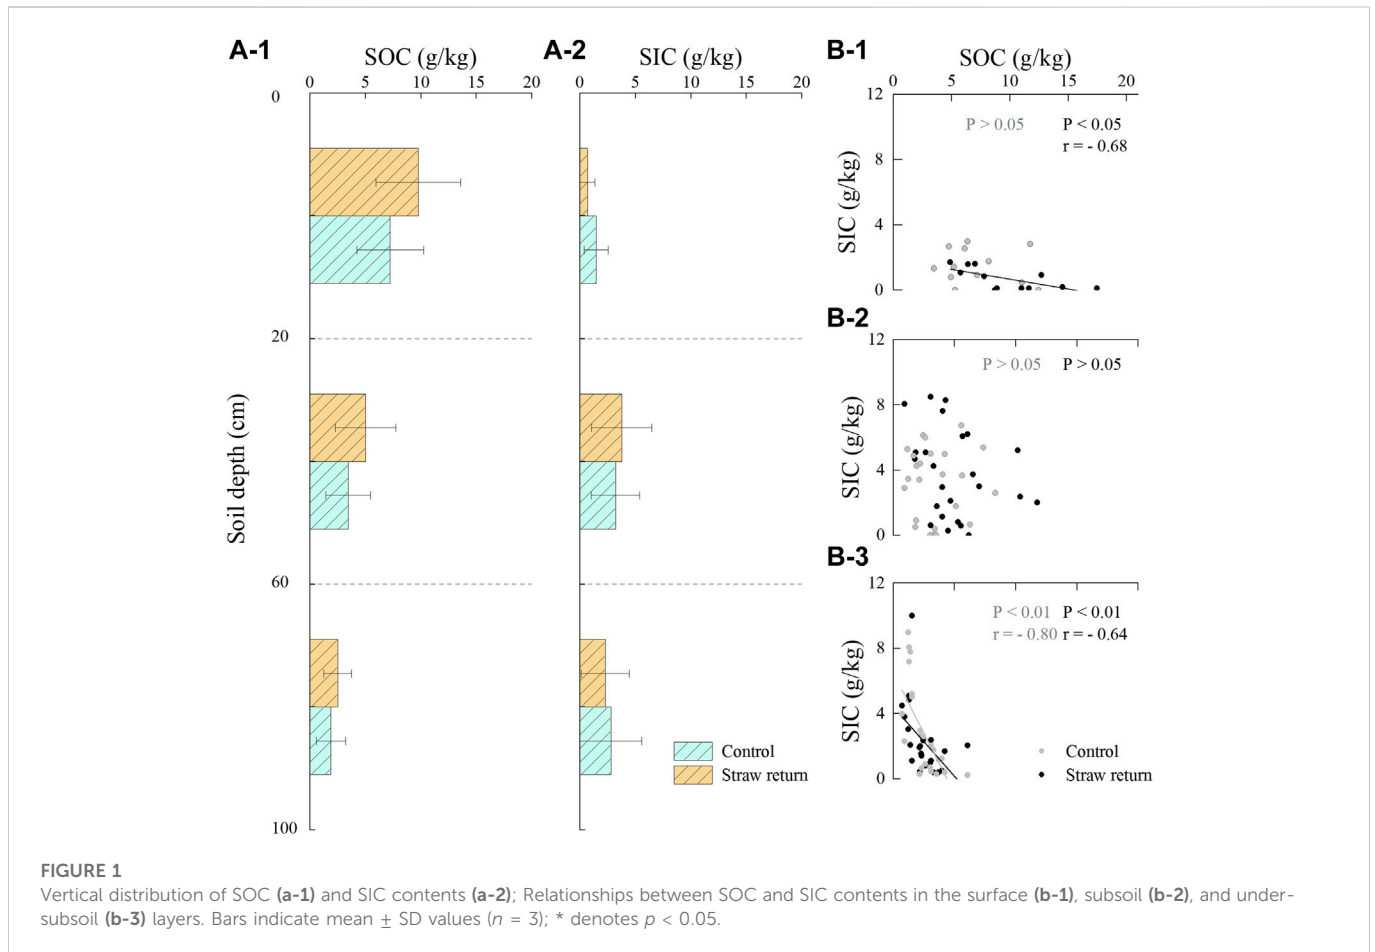 A-1
SOC (g/kg)
0 5 10 15 20
A-2
SIC (g/kg)
0 5 10 15 20
0
20
60
100
Soil depth (cm)
Control
Straw return
B-1
SOC (g/kg)
0 5 10 15 20
12
8
4
0
SIC (g/kg)
P > 0.05 P < 0.05
r = - 0.68
B-2
12
8
4
0
SIC (g/kg)
P > 0.05 P > 0.05
B-3
12
8
4
0
SIC (g/kg)
P < 0.01 P < 0.01
r = - 0.80 r = - 0.64
Control
Straw return
FIGURE 1
Vertical distribution of SOC (a-1) and SIC contents (a-2); Relationships between SOC and SIC contents in the surface (b-1), subsoil (b-2), and under-
subsoil (b-3) layers. Bars indicate mean ± SD values (n = 3); * denotes p < 0.05.